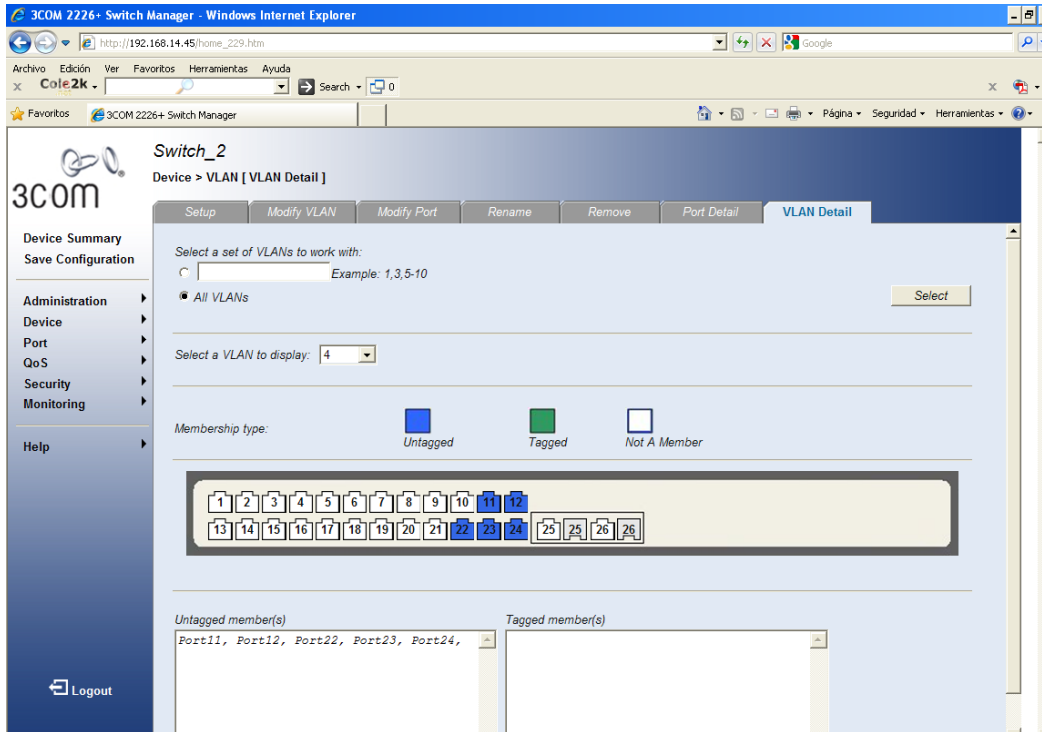 3COM 2226+ Switch Manager - Windows Internet Explorer
http://192.168.14.45/home_229.htm
Google
Archivo Edición Ver Favoritos Herramientas Ayuda
x Cole2k Search 0 x
Favoritos 3COM 2226+ Switch Manager Página Seguridad Herramientas
3COM
Switch_2
Device > VLAN [ VLAN Detail ]
Setup Modify VLAN Modify Port Rename Remove Port Detail VLAN Detail
Device Summary
Save Configuration
Administration
Device
Port
QoS
Security
Monitoring
Help
Logout
Select a set of VLANs to work with:
Example: 1,3,5-10
All VLANs
Select
Select a VLAN to display: 4
Membership type:
Untagged Tagged Not A Member
1 2 3 4 5 6 7 8 9 10 11 12
13 14 15 16 17 18 19 20 21 22 23 24 25 25 26 26
Untagged member(s) Tagged member(s)
Port11, Port12, Port22, Port23, Port24,